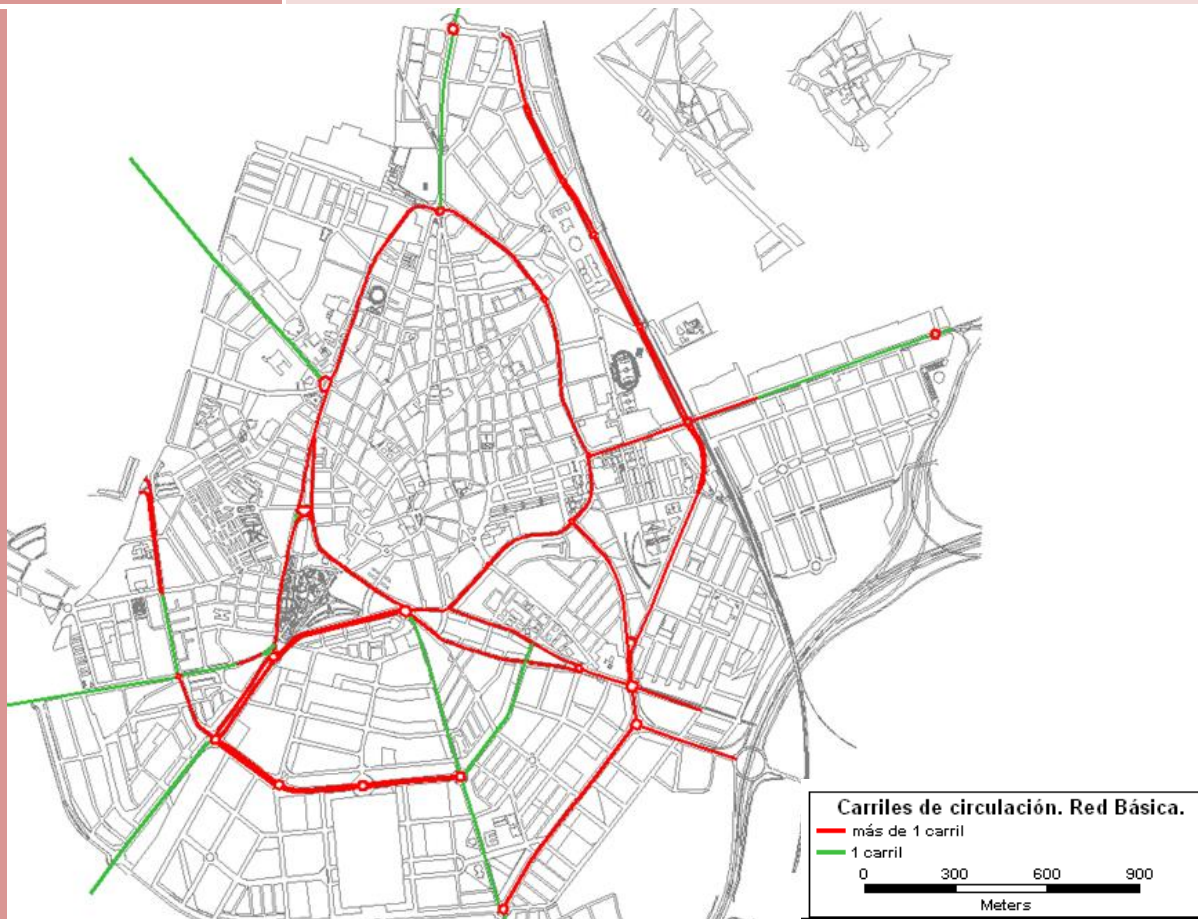 Carriles de circulación. Red Básica.
más de 1 carril
1 carril
0 300 600 900
Meters